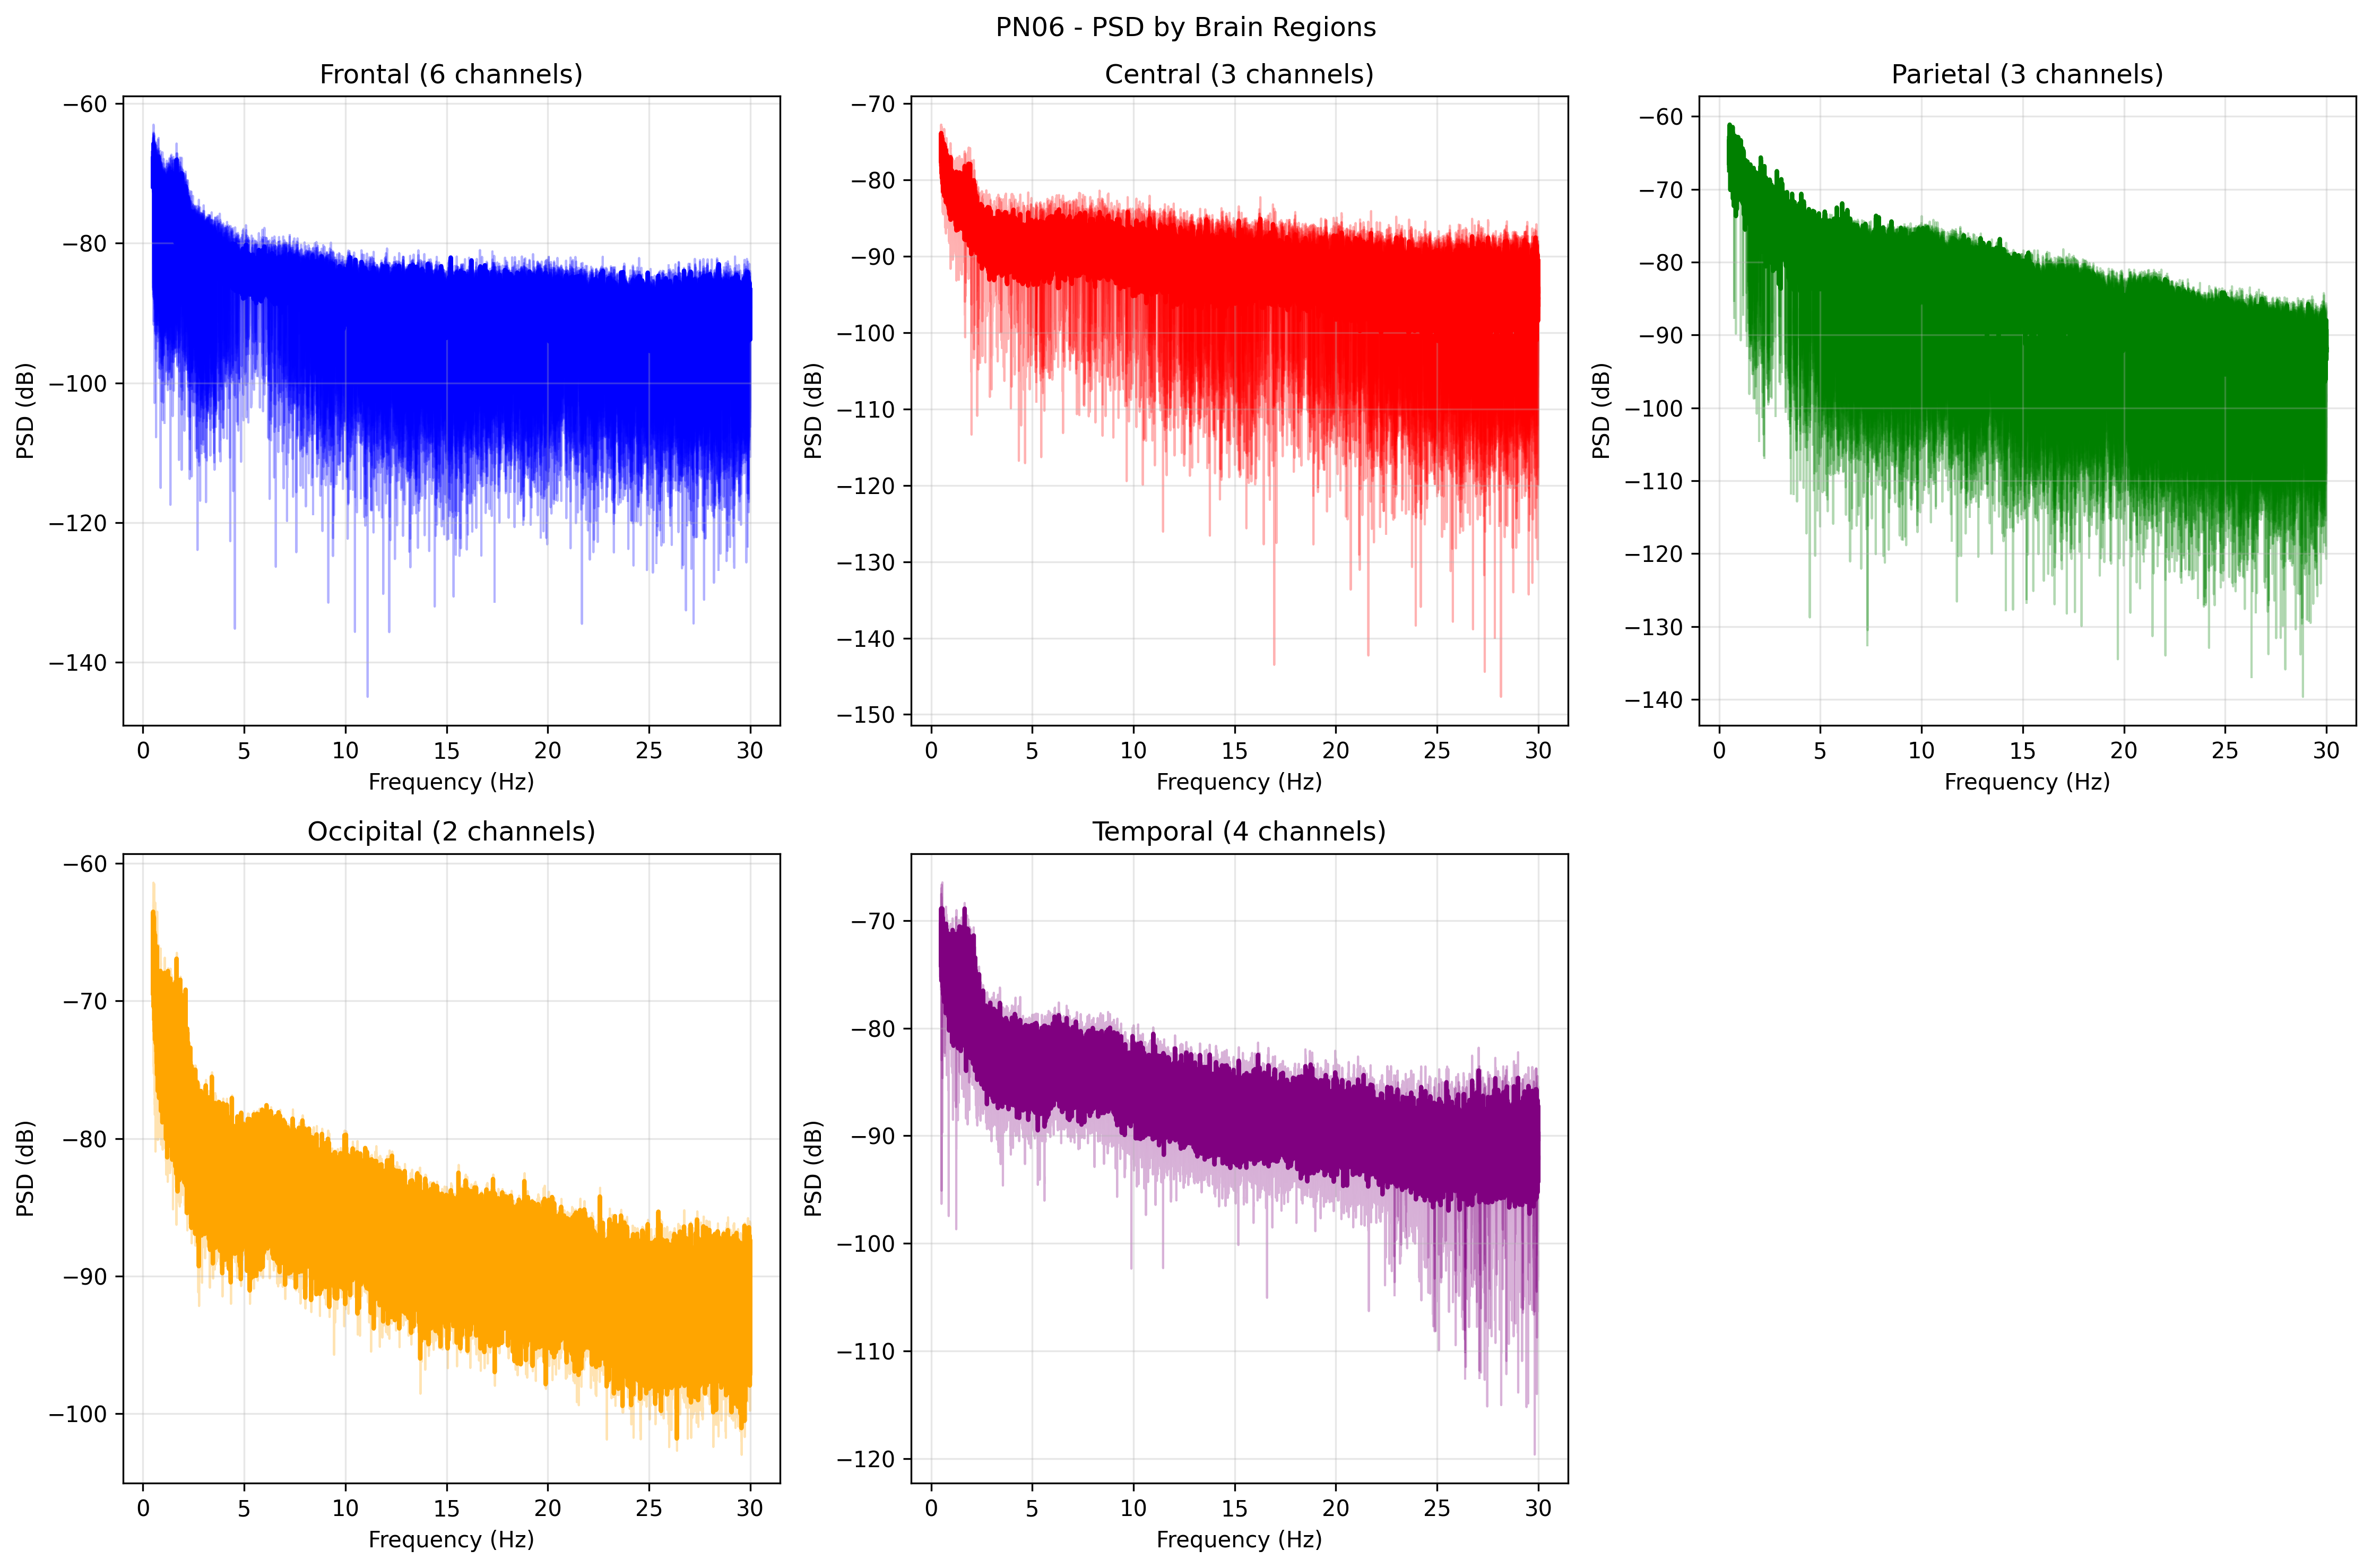 PN06 - PSD by Brain Regions
Frontal (6 channels)
−60
−80
−100
−120
−140
PSD (dB)
0 5 10 15 20 25 30
Frequency (Hz)
Central (3 channels)
−70
−80
−90
−100
−110
−120
−130
−140
−150
PSD (dB)
0 5 10 15 20 25 30
Frequency (Hz)
Parietal (3 channels)
−60
−70
−80
−90
−100
−110
−120
−130
−140
PSD (dB)
0 5 10 15 20 25 30
Frequency (Hz)
Occipital (2 channels)
−60
−70
−80
−90
−100
PSD (dB)
0 5 10 15 20 25 30
Frequency (Hz)
Temporal (4 channels)
−70
−80
−90
−100
−110
−120
PSD (dB)
0 5 10 15 20 25 30
Frequency (Hz)